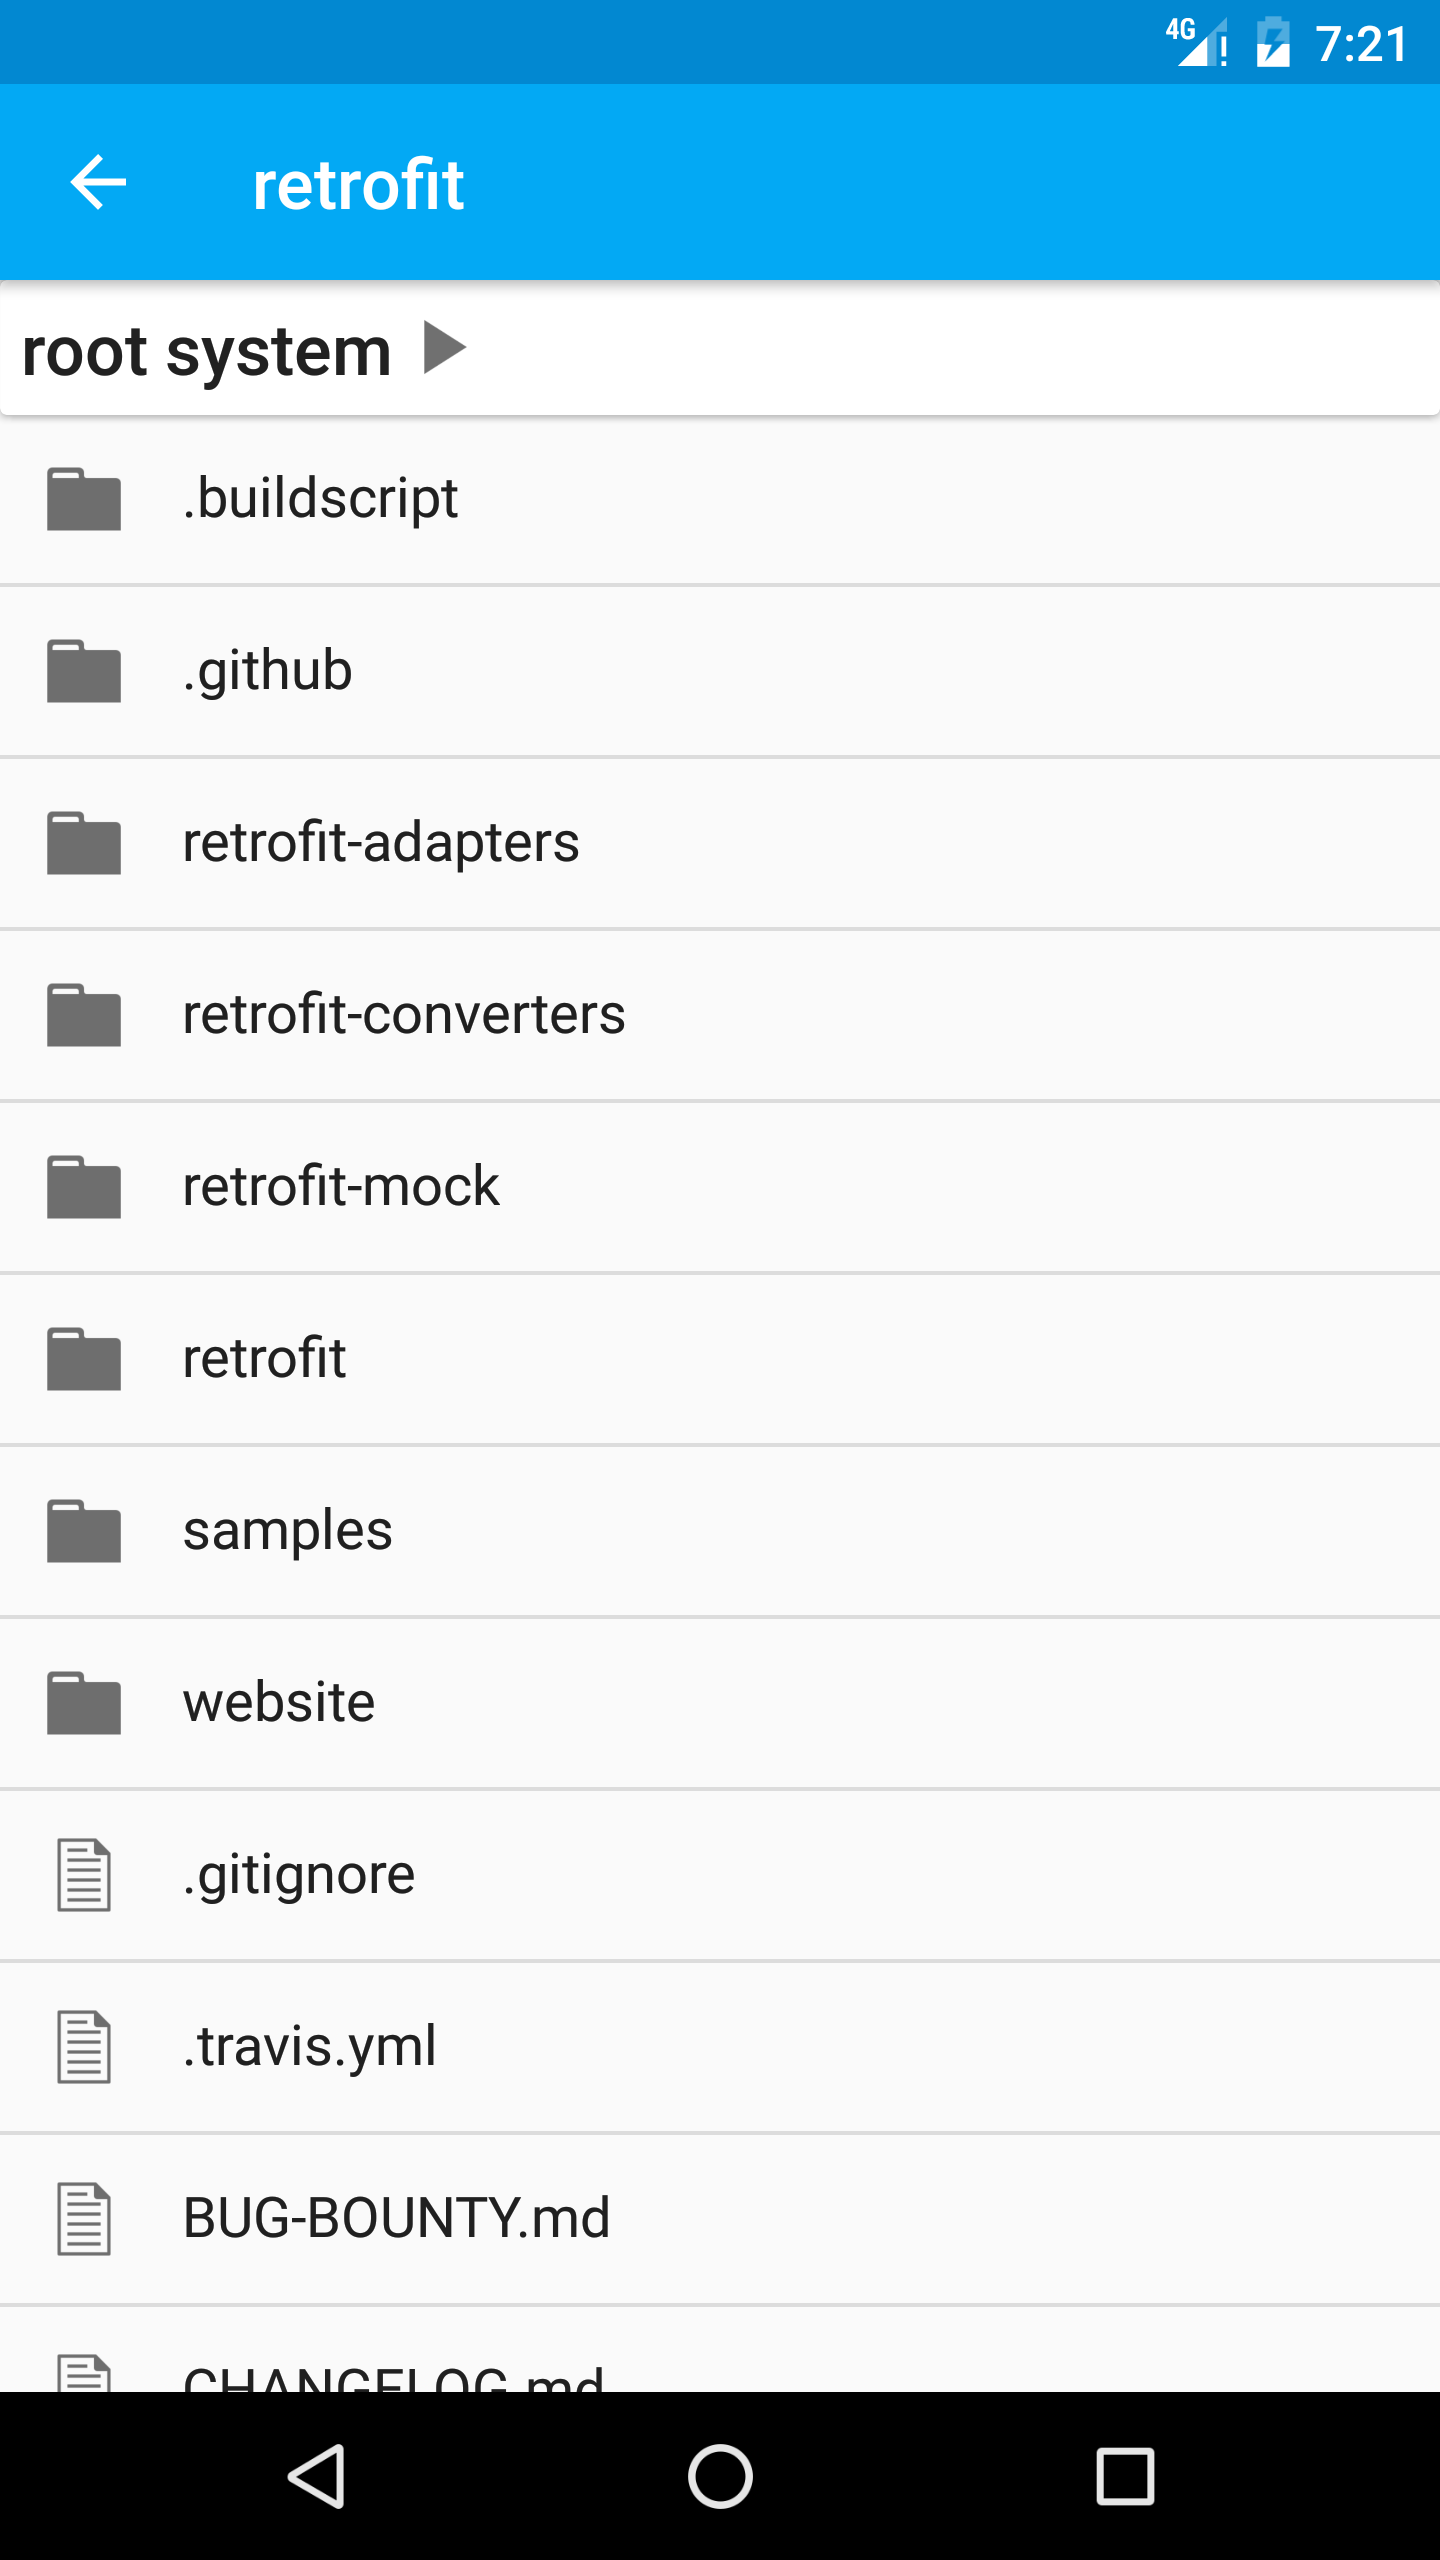 4G 7:21
retrofit
root system
.buildscript
.github
retrofit-adapters
retrofit-converters
retrofit-mock
retrofit
samples
website
.gitignore
.travis.yml
BUG-BOUNTY.md
CHANGELOG.md